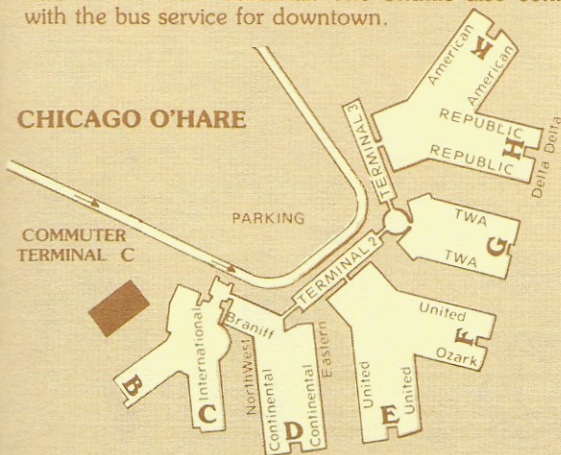 with the bus service for downtown.
CHICAGO O'HARE
American
K
American
TERMINAL 3
REPUBLIC
H
REPUBLIC
Delta Delta
PARKING
TWA
G
TWA
COMMUTER
TERMINAL C
TERMINAL 2
United
F
Ozark
Braniff
International
B
C
NorthWest
Continental
D
Continental
Eastern
United
E
United